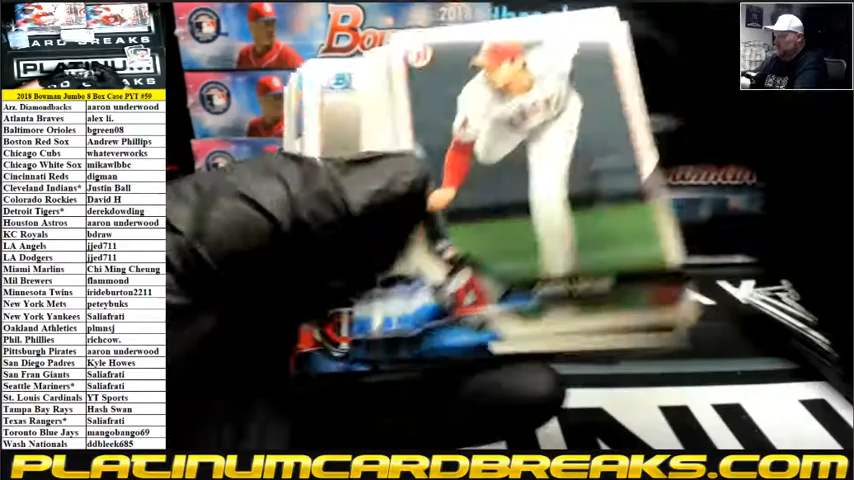 CARD BREAKS
PLATINUM
CARD BREAKS
2018 Bowman Jumbo 8 Box Case PYT #59
Arz. Diamondbacks aaron underwood
Atlanta Braves alex li.
Baltimore Orioles bgreen08
Boston Red Sox Andrew Phillips
Chicago Cubs whateverworks
Chicago White Sox mikawlbbc
Cincinnati Reds digman
Cleveland Indians* Justin Ball
Colorado Rockies David H
Detroit Tigers* derekdowding
Houston Astros aaron underwood
KC Royals bdraw
LA Angels jjed711
LA Dodgers jjed711
Miami Marlins Chi Ming Cheung
Mil Brewers flammond
Minnesota Twins irideburton2211
New York Mets peteybuks
New York Yankees Saliafrati
Oakland Athletics plmnsj
Phil. Phillies richcow.
Pittsburgh Pirates aaron underwood
San Diego Padres Kyle Howes
San Fran Giants Saliafrati
Seattle Mariners* Saliafrati
St. Louis Cardinals YT Sports
Tampa Bay Rays Hash Swan
Texas Rangers* Saliafrati
Toronto Blue Jays mangobango69
Wash Nationals ddbleek685
2018
PLATINUMCARDBREAKS.COM